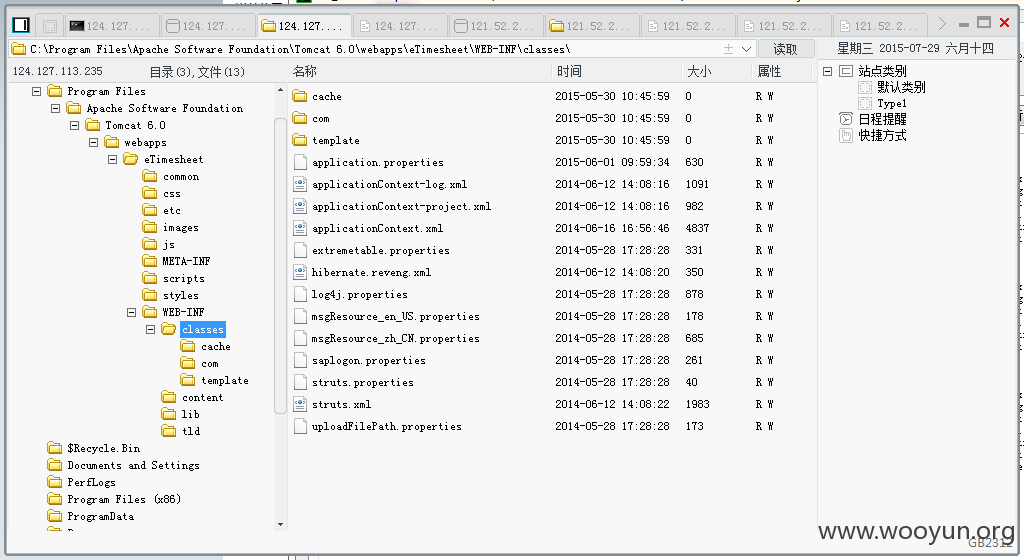 124.127....
124.127....
124.127....
124.127....
124.127....
121.52.2...
121.52.2...
121.52.2...
121.52.2...
121.52.2...
C:\Program Files\Apache Software Foundation\Tomcat 6.0\webapps\eTimesheet\WEB-INF\classes\
读取
星期三 2015-07-29 六月十四
124.127.113.235
目录(3),文件(13)
名称
时间
大小
属性
Program Files
Apache Software Foundation
Tomcat 6.0
webapps
eTimesheet
common
css
etc
images
js
META-INF
scripts
styles
WEB-INF
classes
cache
com
template
content
lib
tld
$Recycle.Bin
Documents and Settings
PerfLogs
Program Files (x86)
ProgramData
cache 2015-05-30 10:45:59 0 R W
com 2015-05-30 10:45:59 0 R W
template 2015-05-30 10:45:59 0 R W
application.properties 2015-06-01 09:59:34 630 R W
applicationContext-log.xml 2014-06-12 14:08:16 1091 R W
applicationContext-project.xml 2014-06-12 14:08:16 982 R W
applicationContext.xml 2014-06-16 16:56:46 4837 R W
extremetable.properties 2014-05-28 17:28:28 331 R W
hibernate.reveng.xml 2014-06-12 14:08:20 350 R W
log4j.properties 2014-05-28 17:28:28 878 R W
msgResource_en_US.properties 2014-05-28 17:28:28 178 R W
msgResource_zh_CN.properties 2014-05-28 17:28:28 685 R W
saplogon.properties 2014-05-28 17:28:28 261 R W
struts.properties 2014-05-28 17:28:28 40 R W
struts.xml 2014-06-12 14:08:22 1983 R W
uploadFilePath.properties 2014-05-28 17:28:28 173 R W
站点类别
默认类别
Type1
日程提醒
快捷方式
www.wooyun.org
GB2312